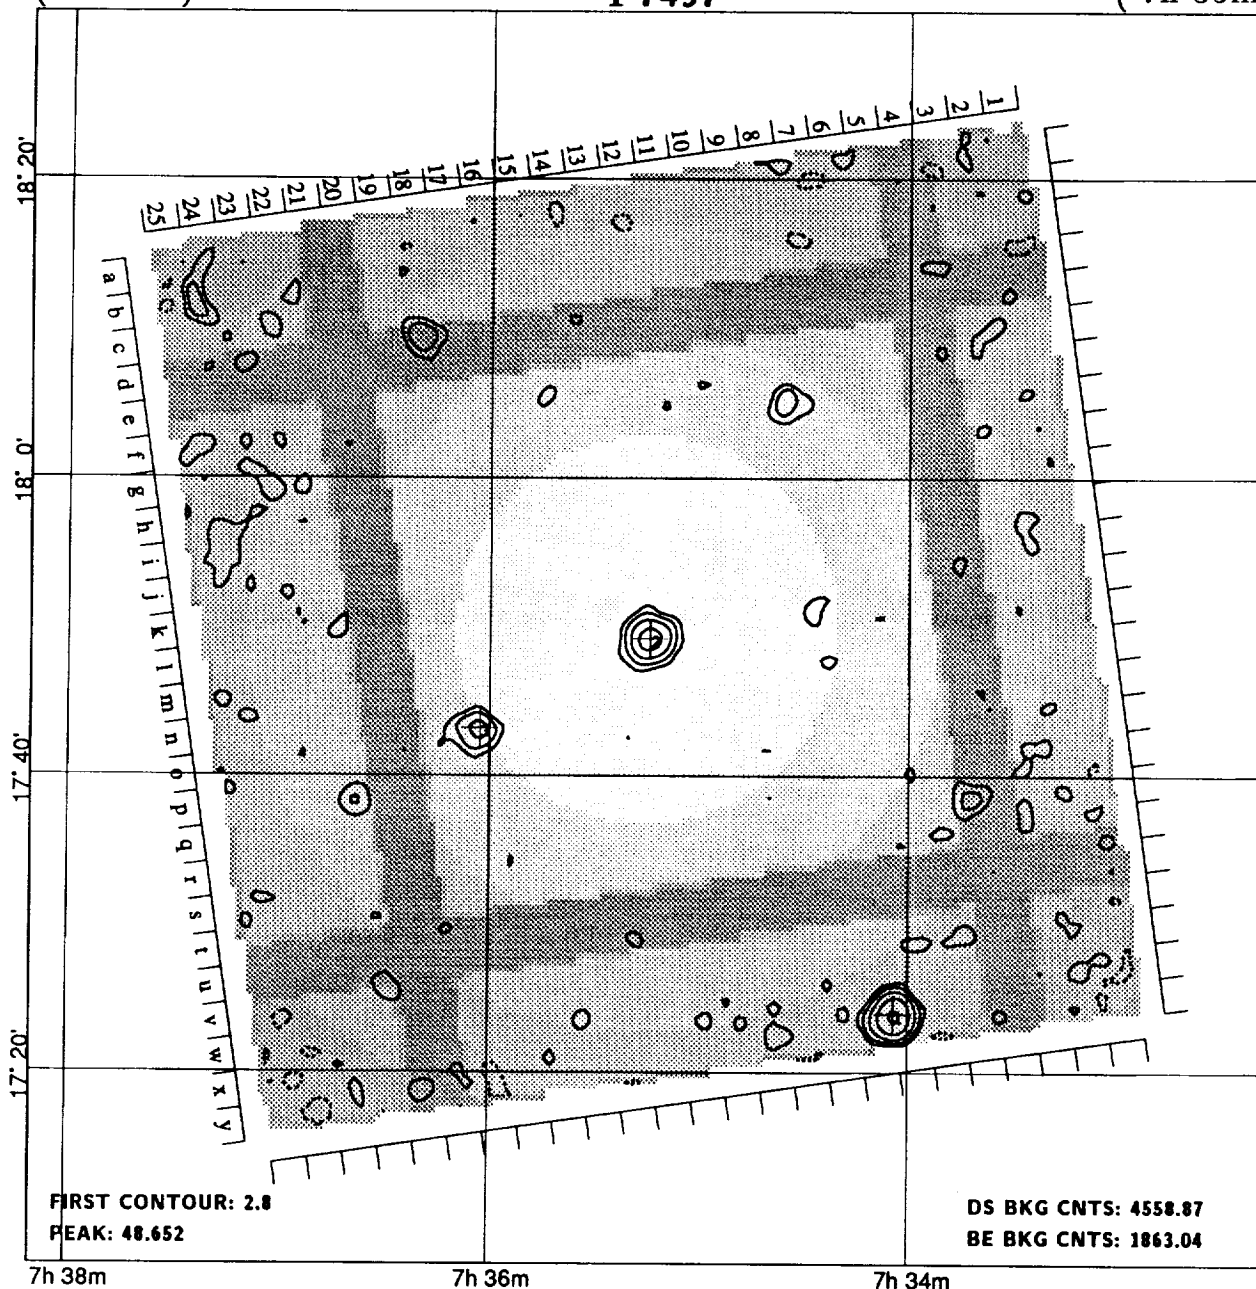 1 2 3 4 5 6 7 8 9 10 11 12 13 14 15 16 17 18 19 20 21 22 23 24 25
a b c d e f g h i j k l m n o p q r s t u v w x y
18° 20'
18° 0'
17° 40'
17° 20'
FIRST CONTOUR: 2.8
PEAK: 48.652
DS BKG CNTS: 4558.87
BE BKG CNTS: 1863.04
7h 38m
7h 36m
7h 34m